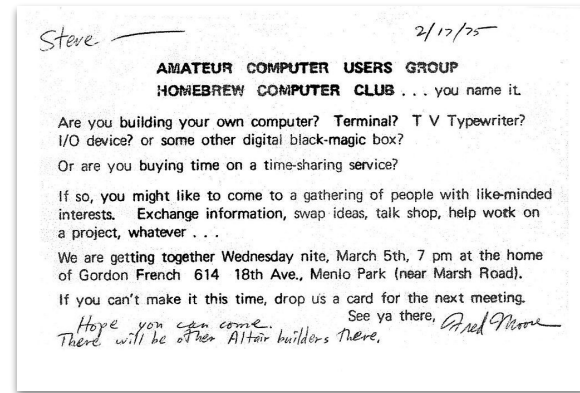 Steve —
2/17/75
AMATEUR COMPUTER USERS GROUP
HOMEBREW COMPUTER CLUB . . . you name it.
Are you building your own computer? Terminal? T V Typewriter?
I/O device? or some other digital black-magic box?
Or are you buying time on a time-sharing service?
If so, you might like to come to a gathering of people with like-minded
interests. Exchange information, swap ideas, talk shop, help work on
a project, whatever . . .
We are getting together Wednesday nite, March 5th, 7 pm at the home
of Gordon French 614 18th Ave., Menlo Park (near Marsh Road).
If you can't make it this time, drop us a card for the next meeting.
See ya there, Fred Moore
Hope you can come.
There will be other Altair builders there.